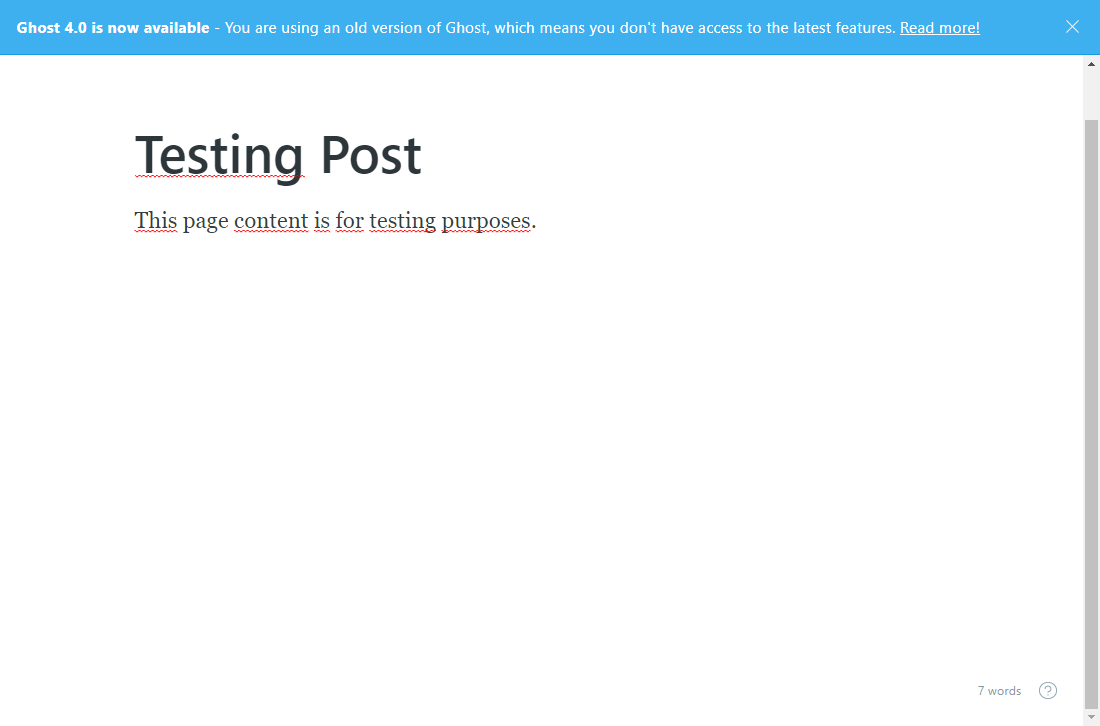 Ghost 4.0 is now available - You are using an old version of Ghost, which means you don't have access to the latest features. Read more!
Testing Post
This page content is for testing purposes.
7 words